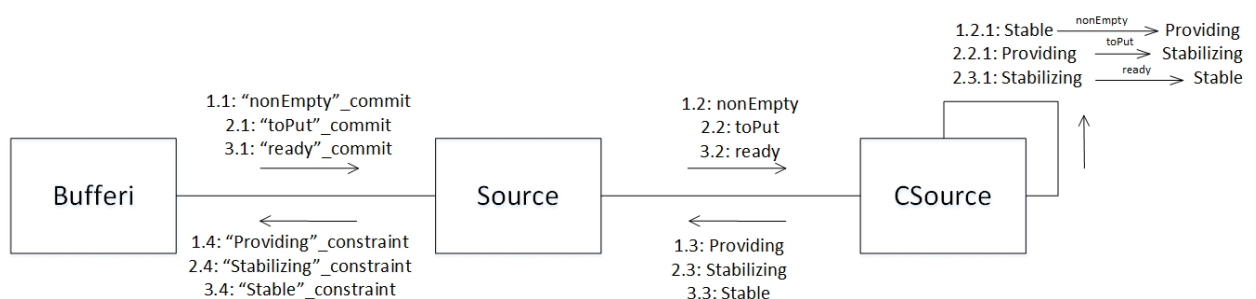 nonEmpty
1.2.1: Stable Providing
toPut
2.2.1: Providing Stabilizing
ready
2.3.1: Stabilizing Stable
1.1: “nonEmpty”_commit
2.1: “toPut”_commit
3.1: “ready”_commit
1.2: nonEmpty
2.2: toPut
3.2: ready
Bufferi
Source
CSource
1.4: “Providing”_constraint
2.4: “Stabilizing”_constraint
3.4: “Stable”_constraint
1.3: Providing
2.3: Stabilizing
3.3: Stable